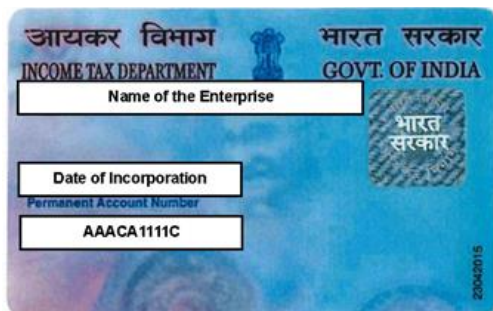 आयकर विभाग
भारत सरकार
INCOME TAX DEPARTMENT
GOVT. OF INDIA
Name of the Enterprise
भारत
सरकार
Date of Incorporation
Permanent Account Number
AAACA1111C
23042015